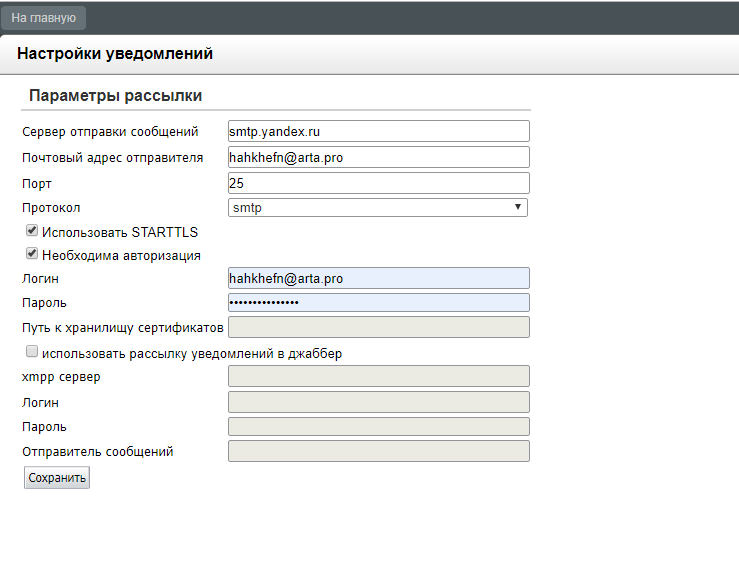 На главную
Настройки уведомлений
Параметры рассылки
Сервер отправки сообщений smtp.yandex.ru
Почтовый адрес отправителя hahkhefn@arta.pro
Порт 25
Протокол smtp
Использовать STARTTLS
Необходима авторизация
Логин hahkhefn@arta.pro
Пароль •••••••••••••••
Путь к хранилищу сертификатов
использовать рассылку уведомлений в джаббер
xmpp сервер
Логин
Пароль
Отправитель сообщений
Сохранить